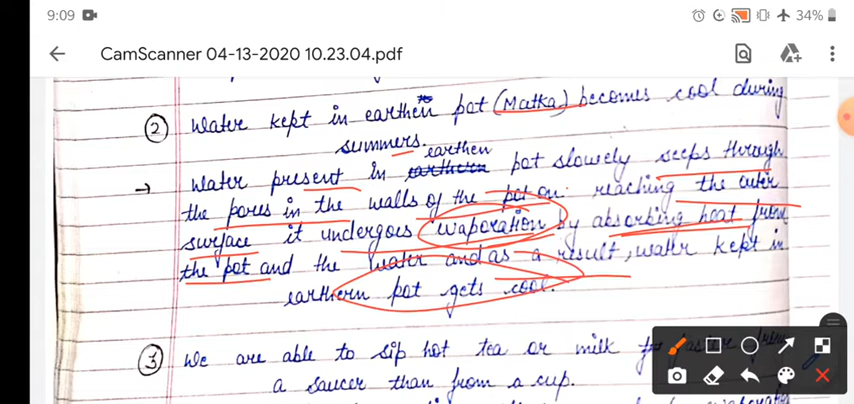 9:09
34%
CamScanner 04-13-2020 10.23.04.pdf
② Water kept in earthen pot (Matka) becomes cool during
summers.
→ Water present in earthen pot slowely seeps through
the pores in the walls of the pot on reaching the outer
surface it undergoes evaporation by absorbing heat from
the pot and the water and as a result, water kept in
earthern pot gets cool.
③ We are able to sip hot tea or milk faster from
a saucer than from a cup.